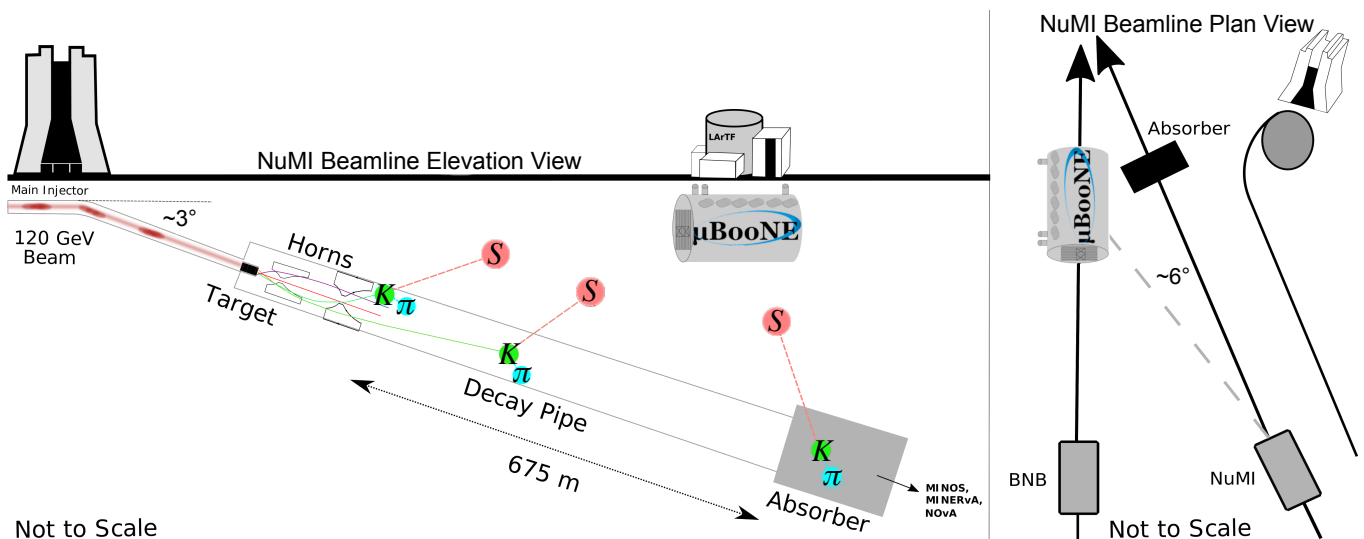 NuMI Beamline Elevation View
LArTF
Main Injector
~3°
120 GeV
Beam
µBooNE
Horns
S
S
S
Target
K
π
K
π
K
π
Decay Pipe
675 m
Absorber
MINOS,
MINERvA,
NOvA
Not to Scale
NuMI Beamline Plan View
Absorber
µBooNE
~6°
BNB
NuMI
Not to Scale